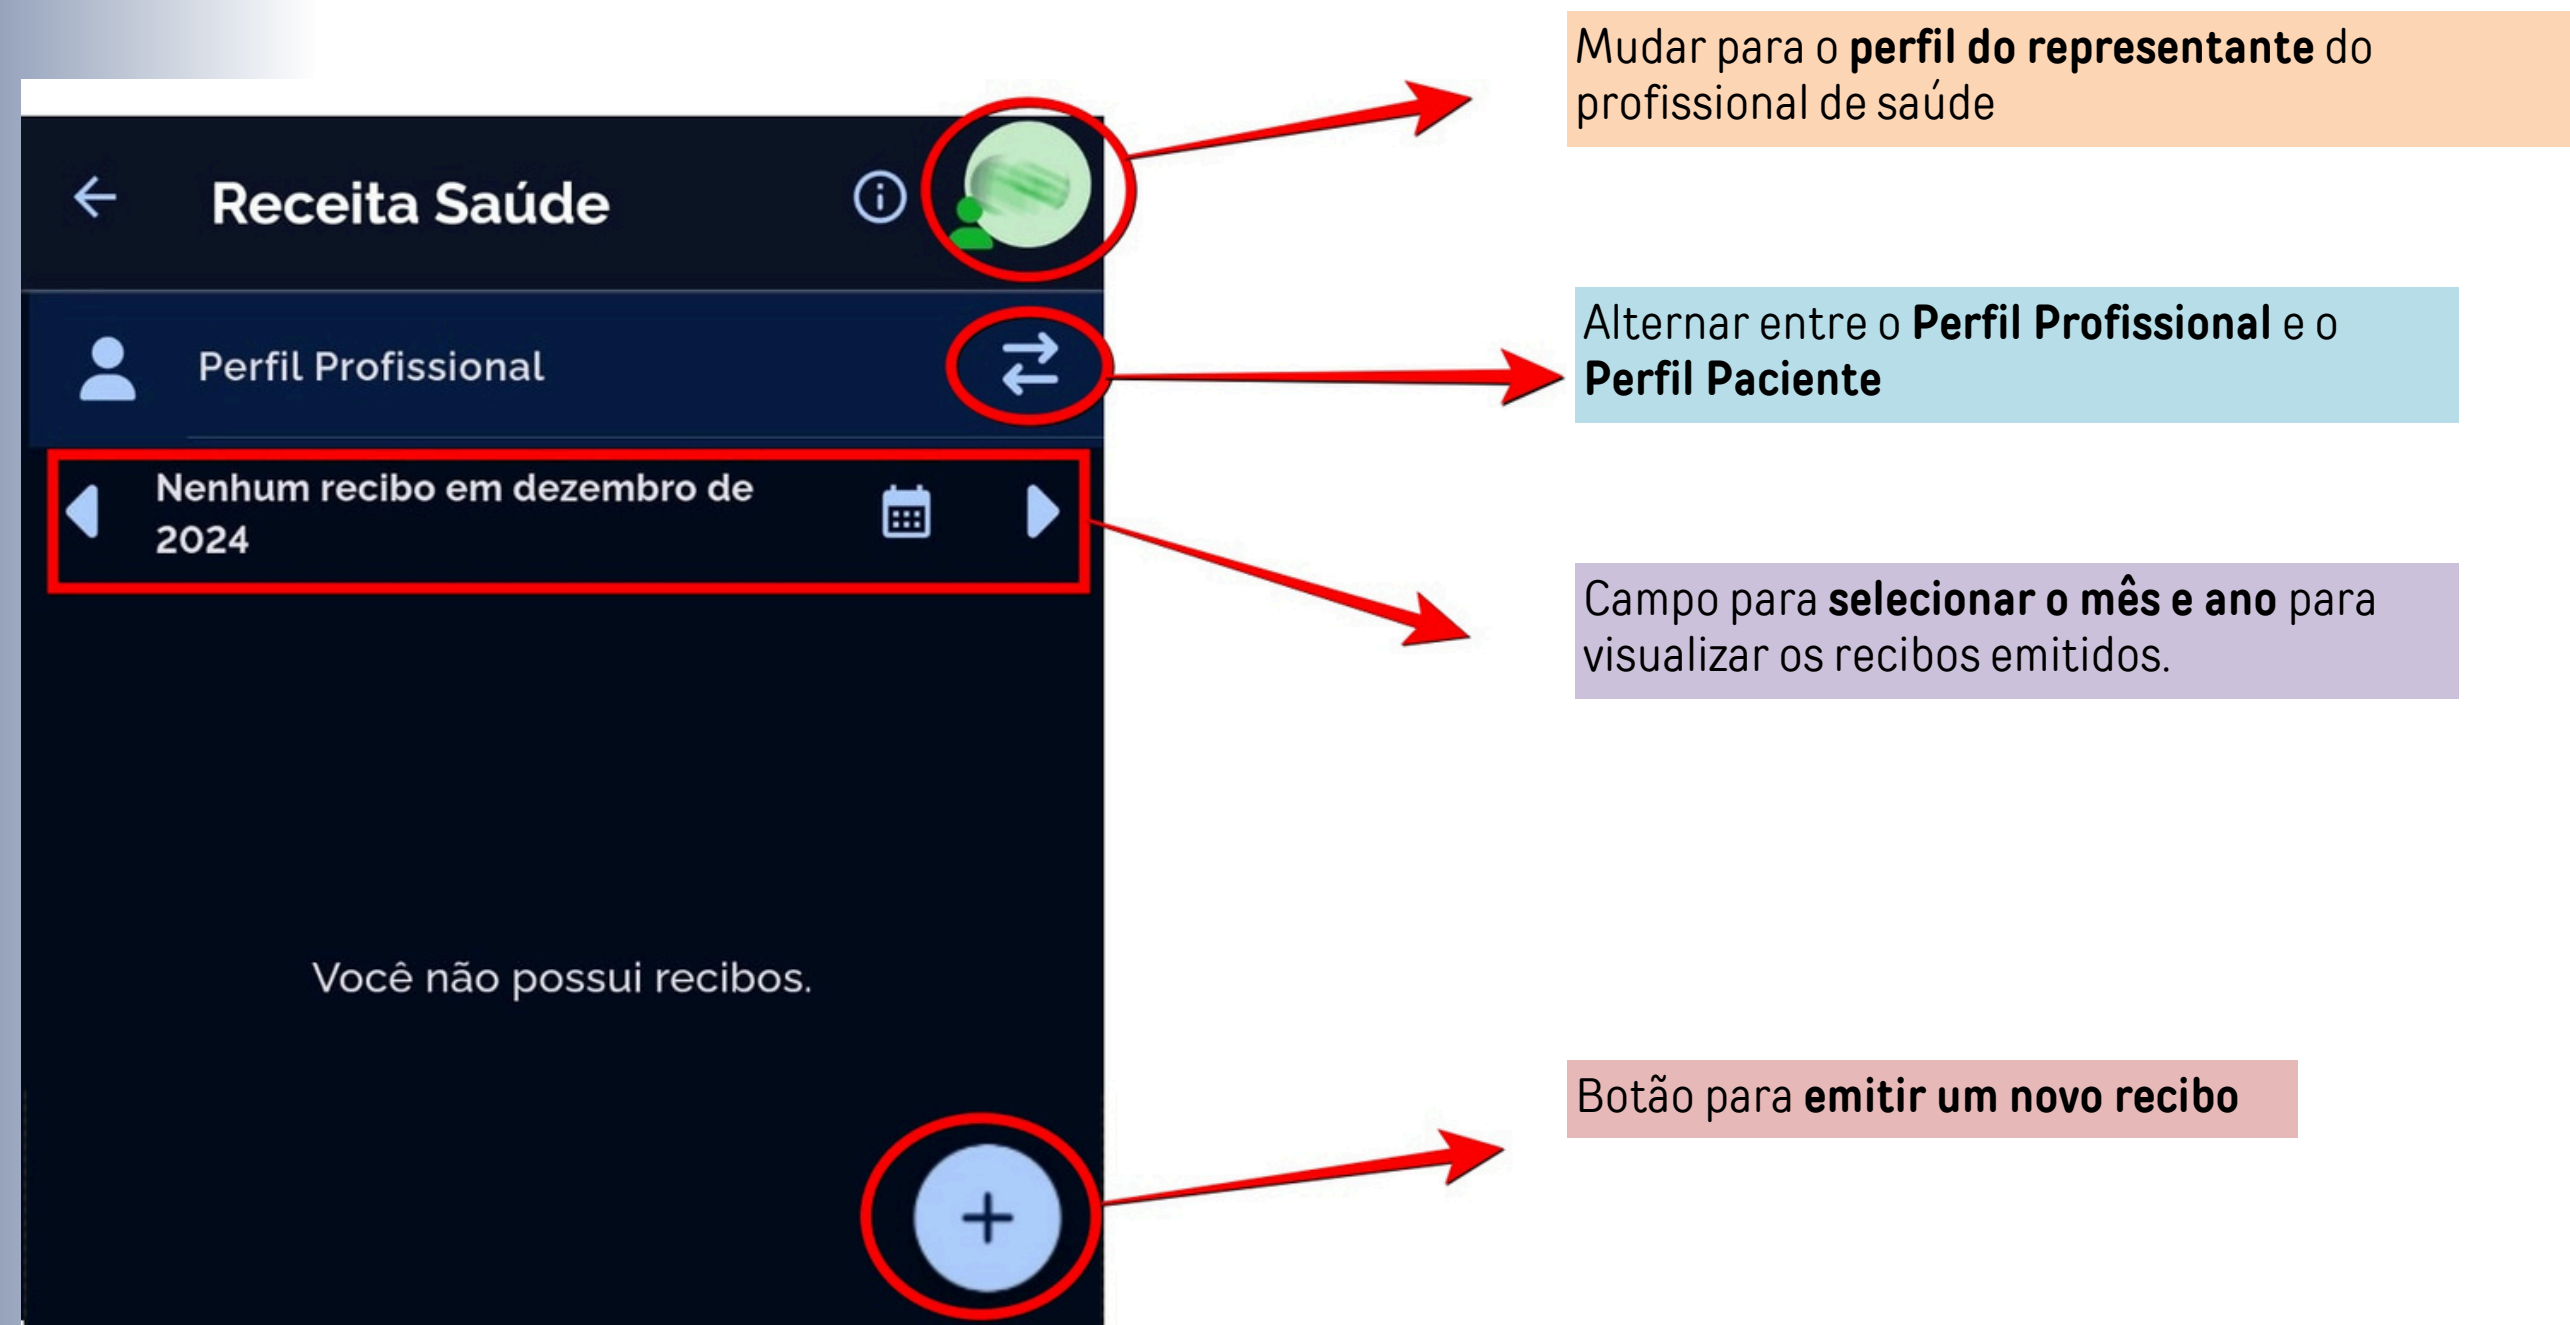 Receita Saúde
Perfil Profissional
Nenhum recibo em dezembro de
2024
Você não possui recibos.
Mudar para o perfil do representante do
profissional de saúde
Alternar entre o Perfil Profissional e o
Perfil Paciente
Campo para selecionar o mês e ano para
visualizar os recibos emitidos.
Botão para emitir um novo recibo